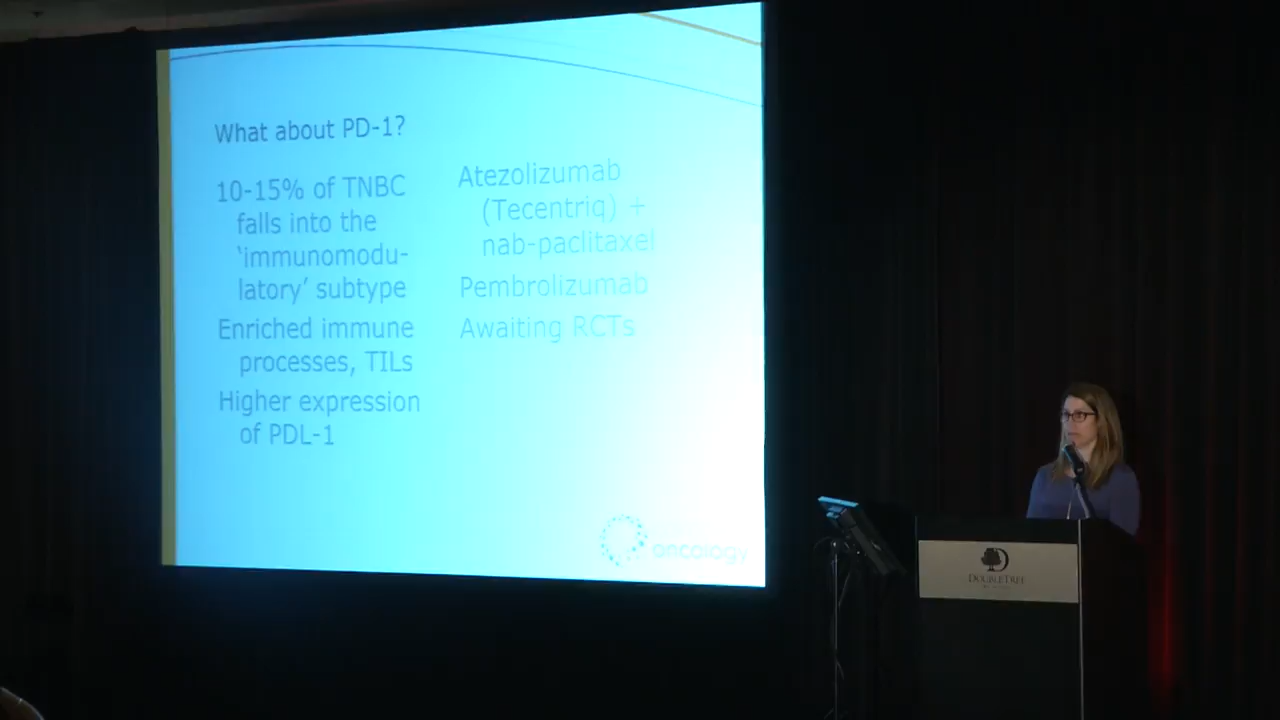 What about PD-1?
10-15% of TNBC
falls into the
‘immunomodu-
latory’ subtype
Enriched immune
processes, TILs
Higher expression
of PDL-1
Atezolizumab
(Tecentriq) +
nab-paclitaxel
Pembrolizumab
Awaiting RCTs
oncology
DOUBLETREE